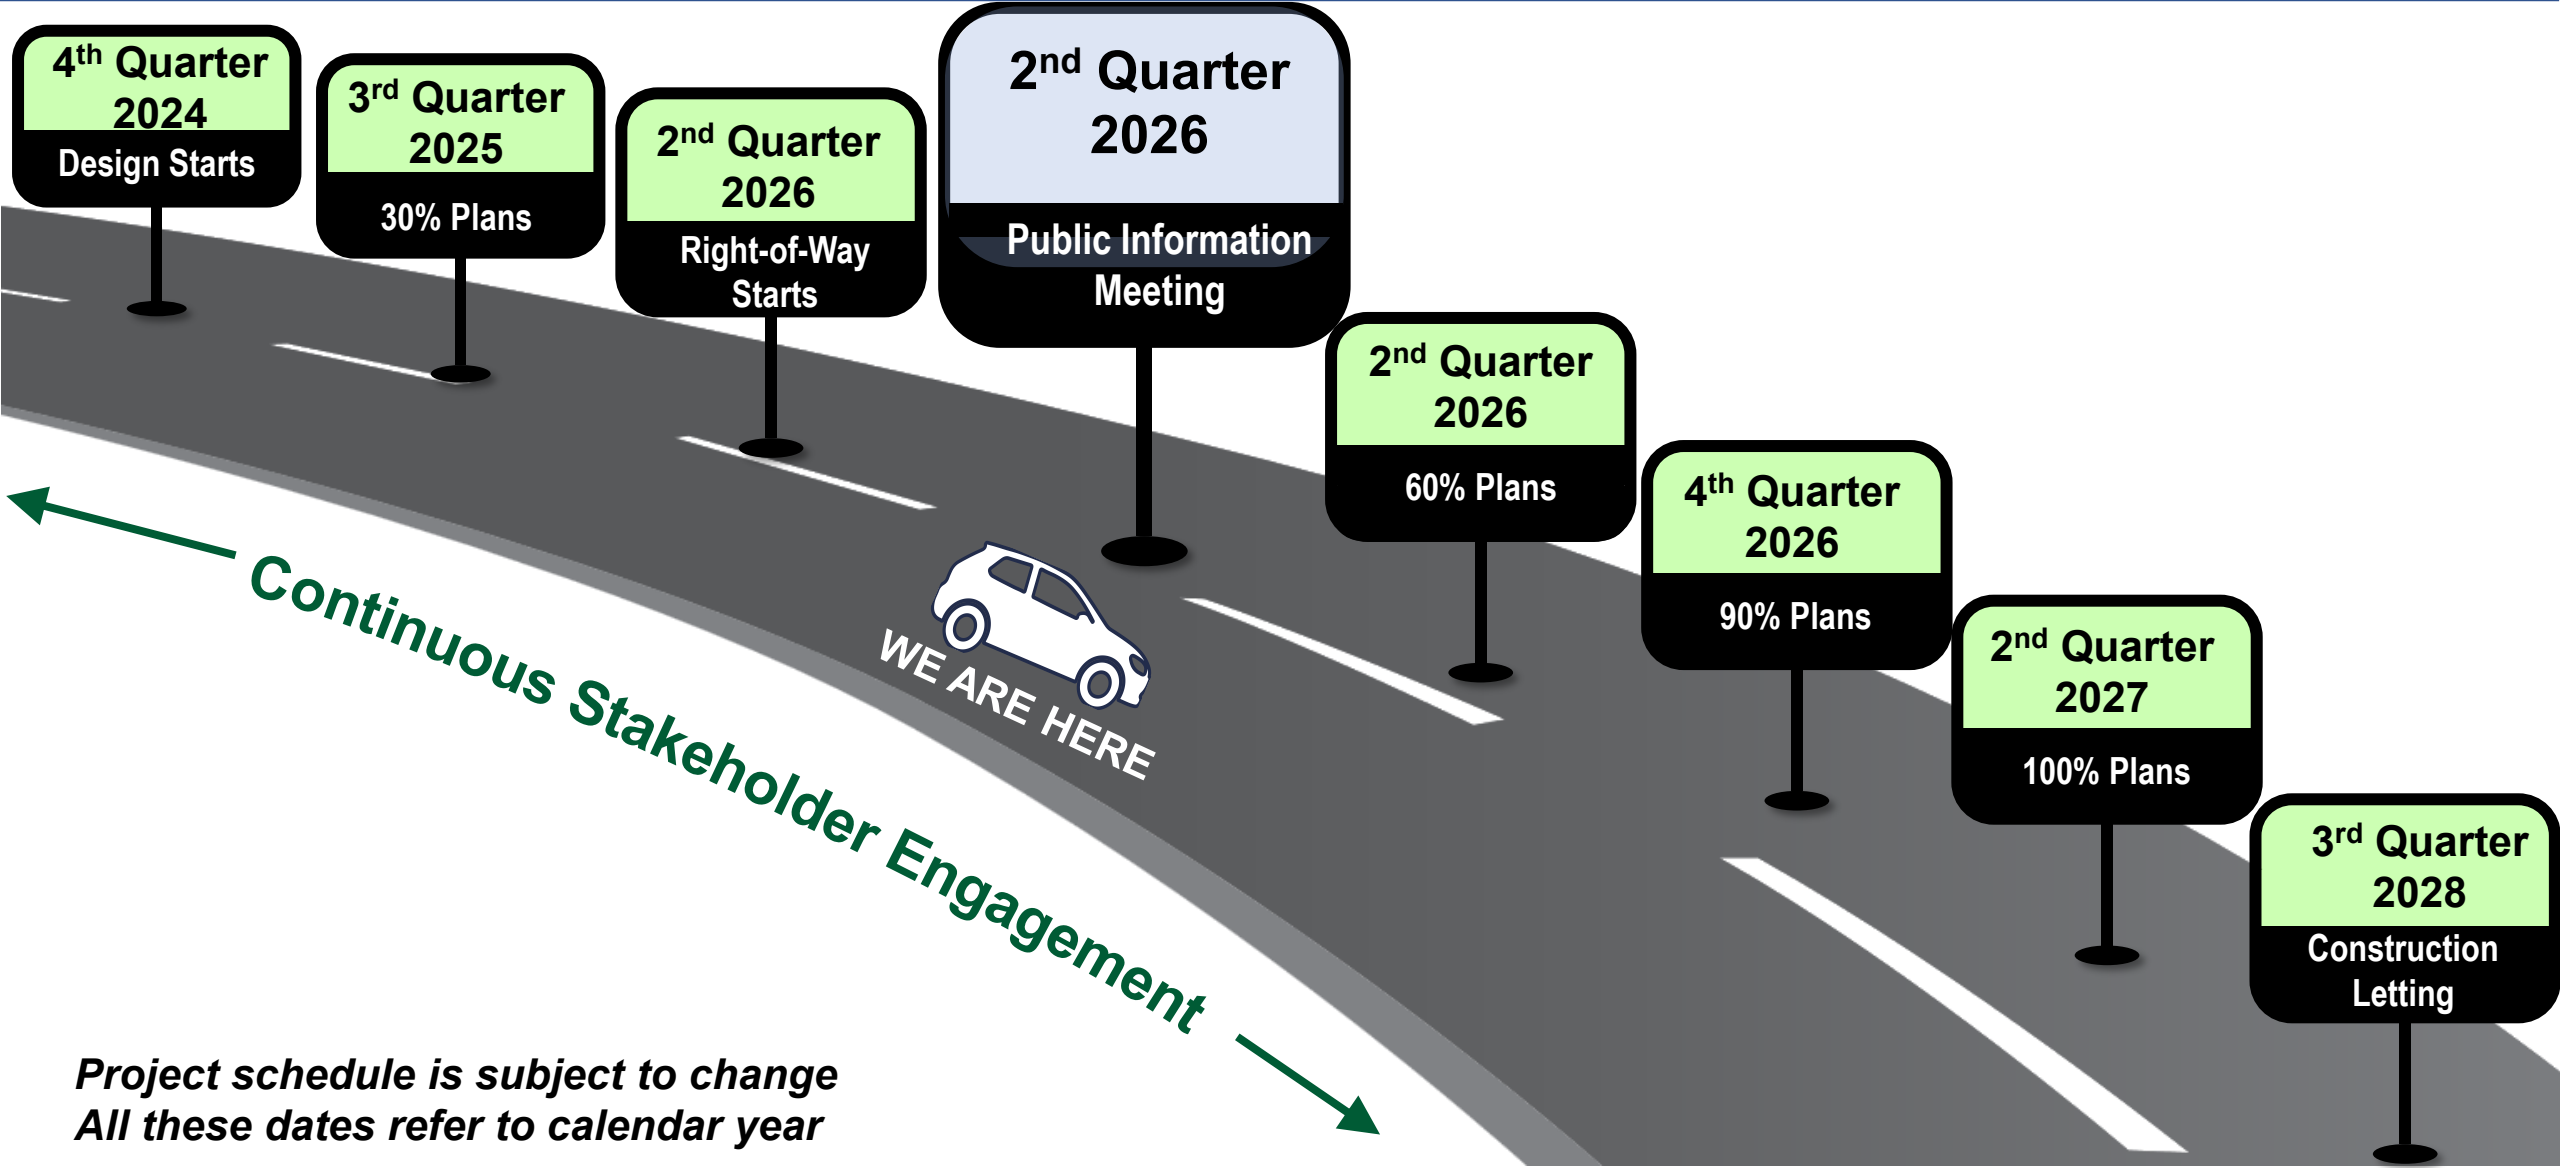 4th Quarter
2024
Design Starts
3rd Quarter
2025
30% Plans
2nd Quarter
2026
Right-of-Way
Starts
2nd Quarter
2026
Public Information
Meeting
2nd Quarter
2026
60% Plans
4th Quarter
2026
90% Plans
2nd Quarter
2027
100% Plans
3rd Quarter
2028
Construction
Letting
WE ARE HERE
Continuous Stakeholder Engagement
Project schedule is subject to change
All these dates refer to calendar year